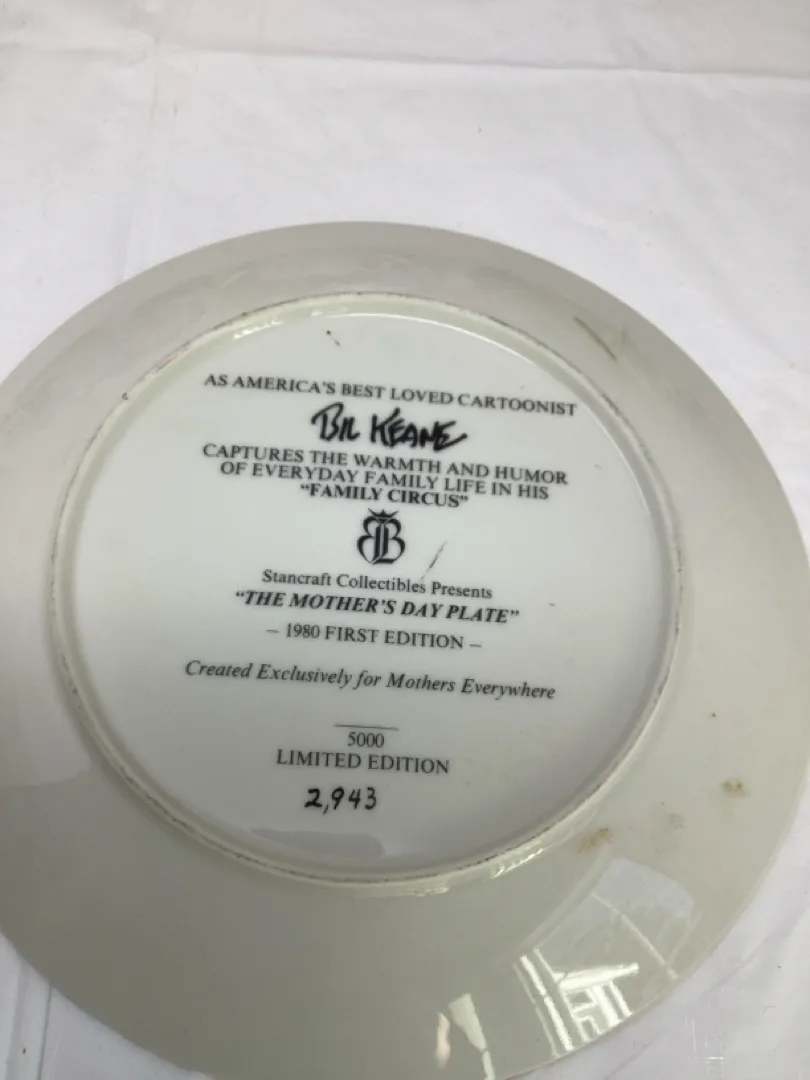 AS AMERICA'S BEST LOVED CARTOONIST
BIL KEANE
CAPTURES THE WARMTH AND HUMOR
OF EVERYDAY FAMILY LIFE IN HIS
"FAMILY CIRCUS"
Stancraft Collectibles Presents
"THE MOTHER'S DAY PLATE"
– 1980 FIRST EDITION –
Created Exclusively for Mothers Everywhere
5000
LIMITED EDITION
2,943